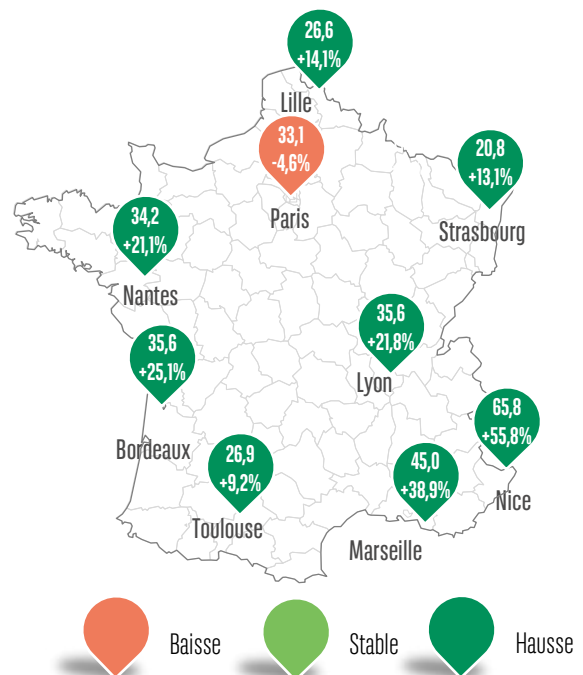 26,6
+14,1%
Lille
33,1
-4,6%
Paris
20,8
+13,1%
Strasbourg
34,2
+21,1%
Nantes
35,6
+21,8%
Lyon
35,6
+25,1%
Bordeaux
65,8
+55,8%
Nice
26,9
+9,2%
Toulouse
45,0
+38,9%
Marseille
Baisse
Stable
Hausse